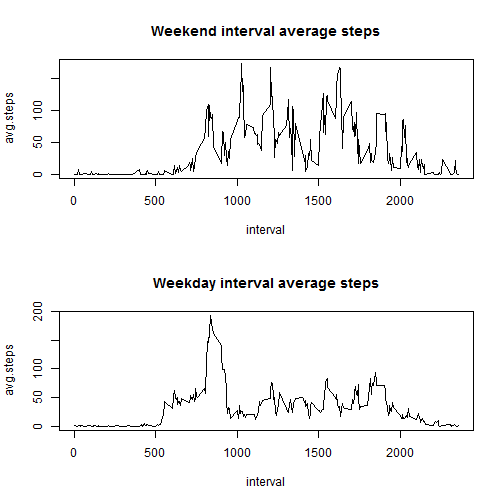 Weekend interval average steps
avg.steps
100
50
0
0 500 1000 1500 2000
interval
Weekday interval average steps
avg.steps
200
100
50
0
0 500 1000 1500 2000
interval